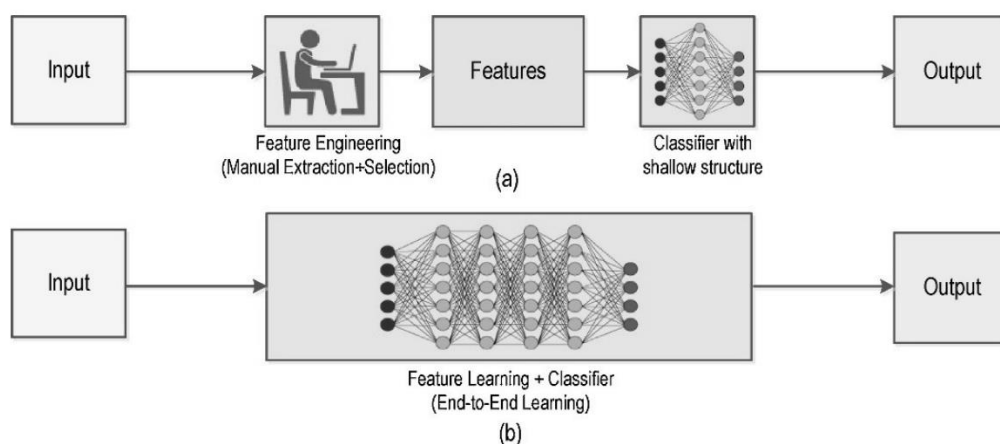 Input
Feature Engineering
(Manual Extraction+Selection)
Features
Classifier with
shallow structure
Output
(a)
Input
Feature Learning + Classifier
(End-to-End Learning)
Output
(b)